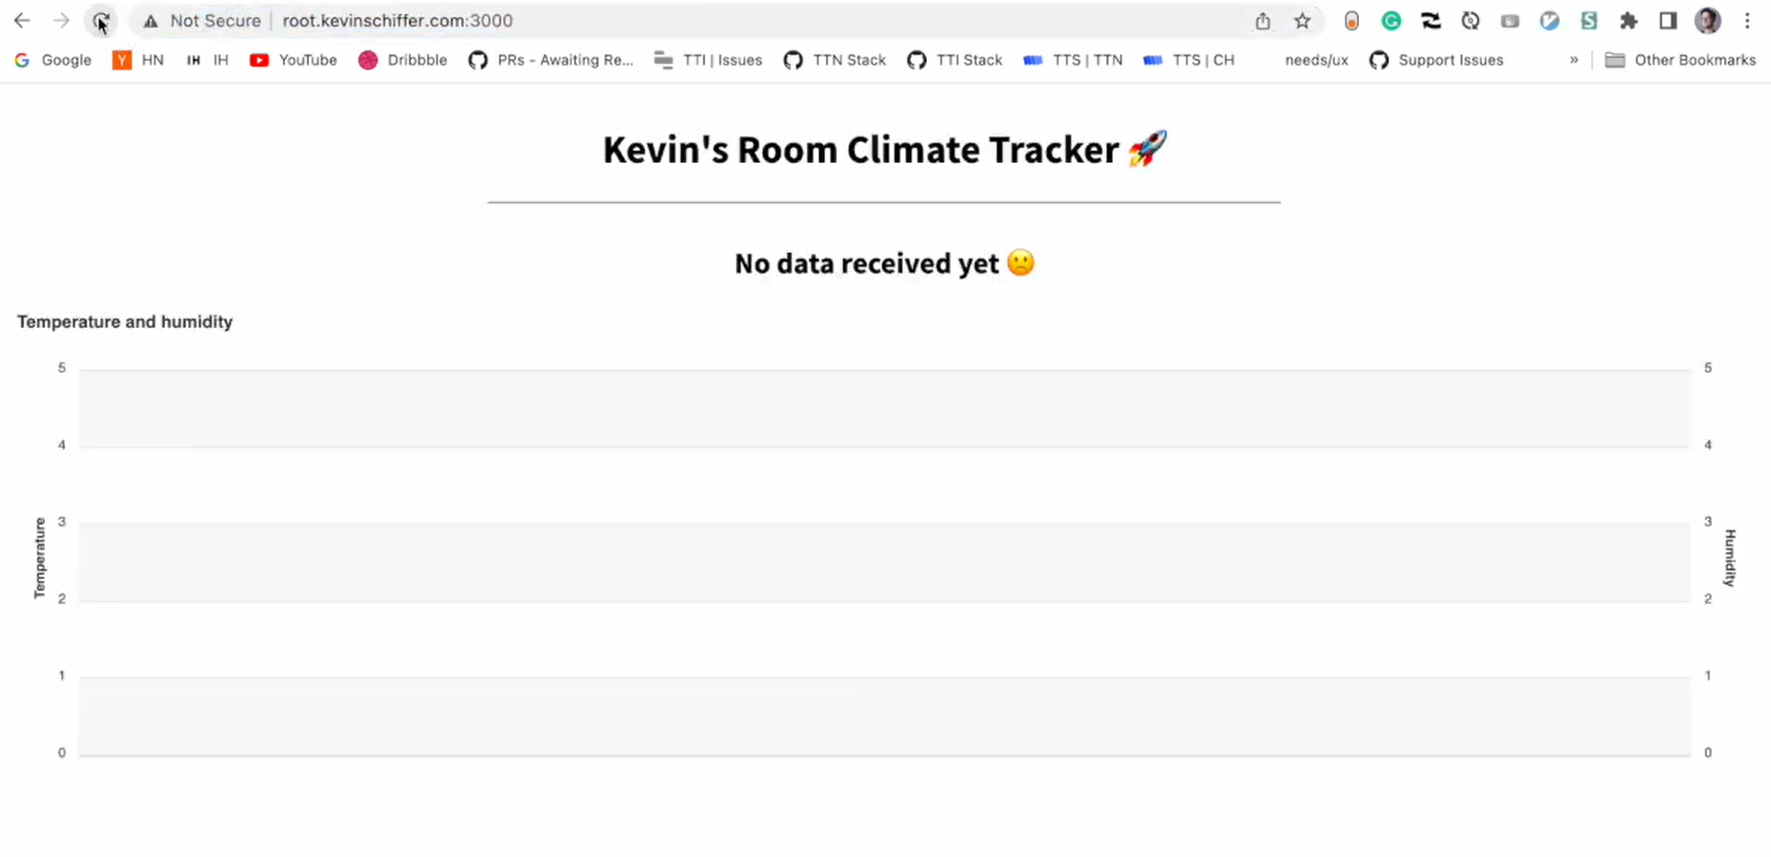 Not Secure root.kevinschiffer.com:3000
Google HN IH IH YouTube Dribbble PRs - Awaiting Re... TTI | Issues TTN Stack TTI Stack TTS | TTN TTS | CH needs/ux Support Issues » Other Bookmarks
Kevin's Room Climate Tracker 🚀
No data received yet 🙁
Temperature and humidity
5 5
4 4
3 3
Temperature Humidity
2 2
1 1
0 0